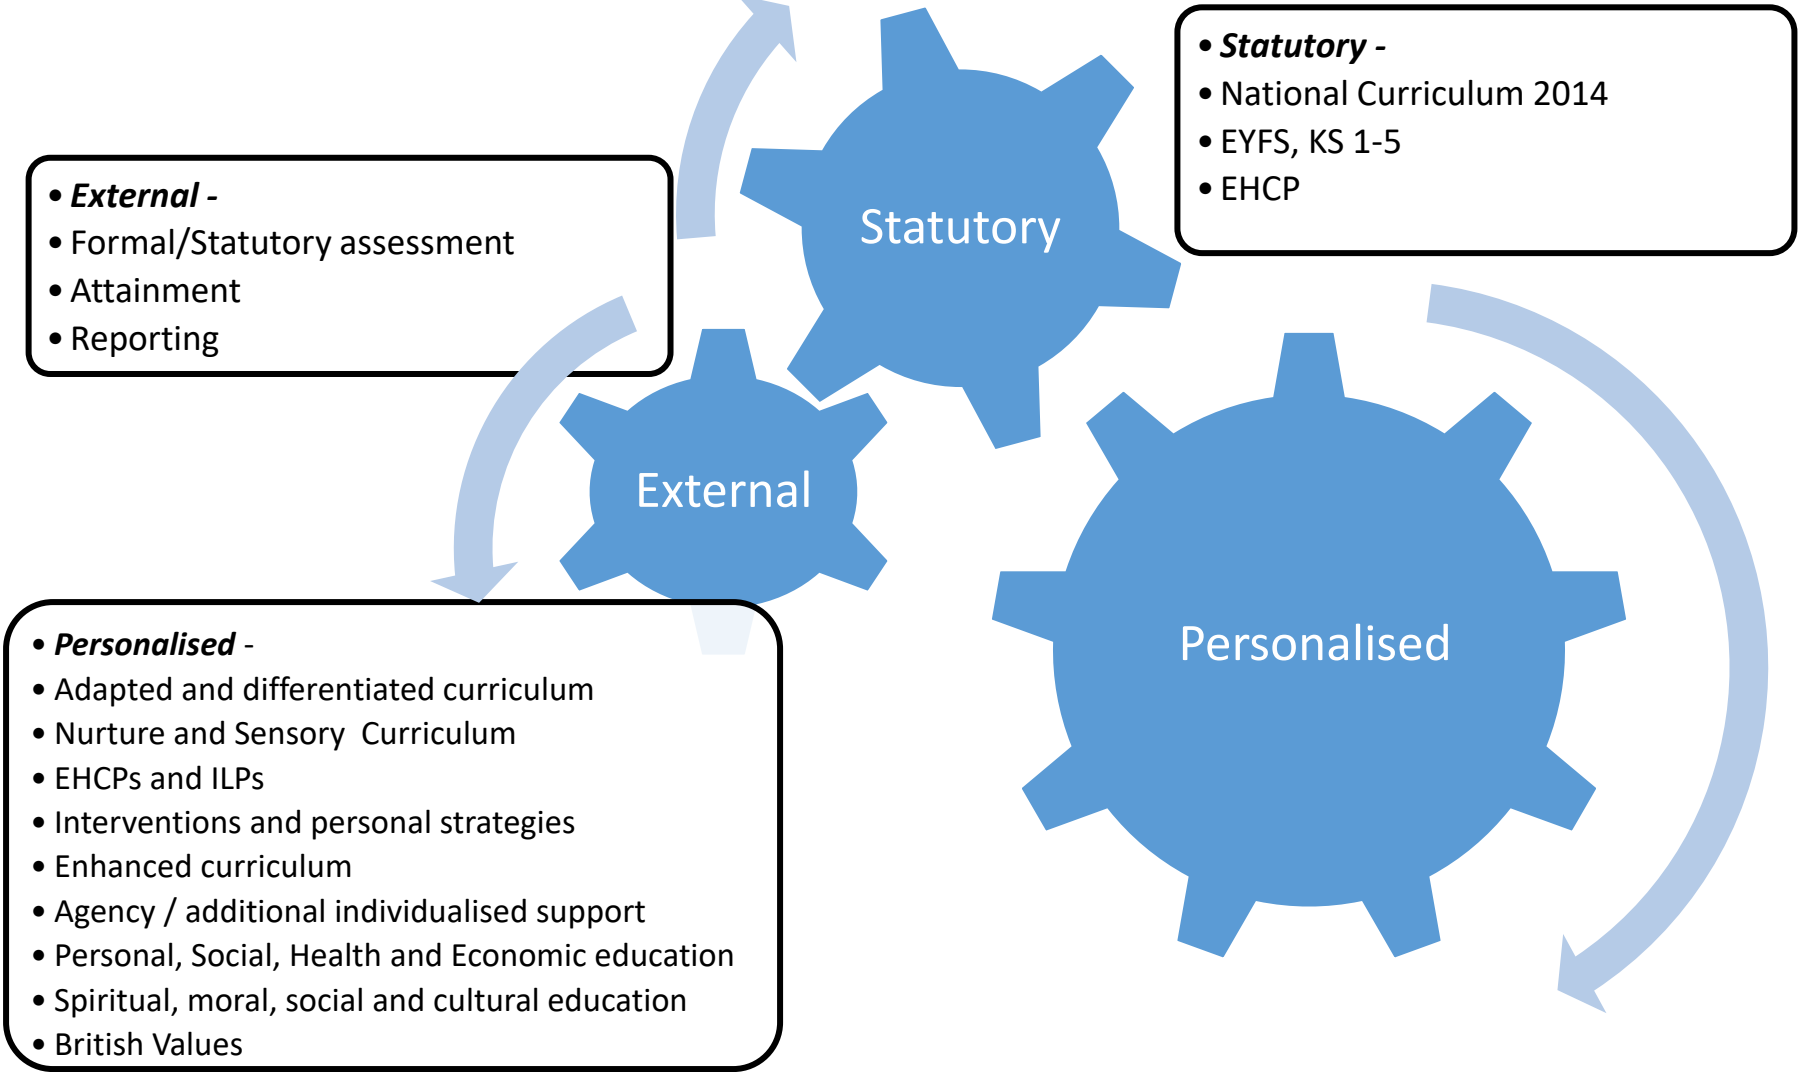 • Statutory -
• National Curriculum 2014
• EYFS, KS 1-5
• EHCP
• External -
• Formal/Statutory assessment
• Attainment
• Reporting
Statutory
External
Personalised
• Personalised -
• Adapted and differentiated curriculum
• Nurture and Sensory  Curriculum
• EHCPs and ILPs
• Interventions and personal strategies
• Enhanced curriculum
• Agency / additional individualised support
• Personal, Social, Health and Economic education
• Spiritual, moral, social and cultural education
• British Values